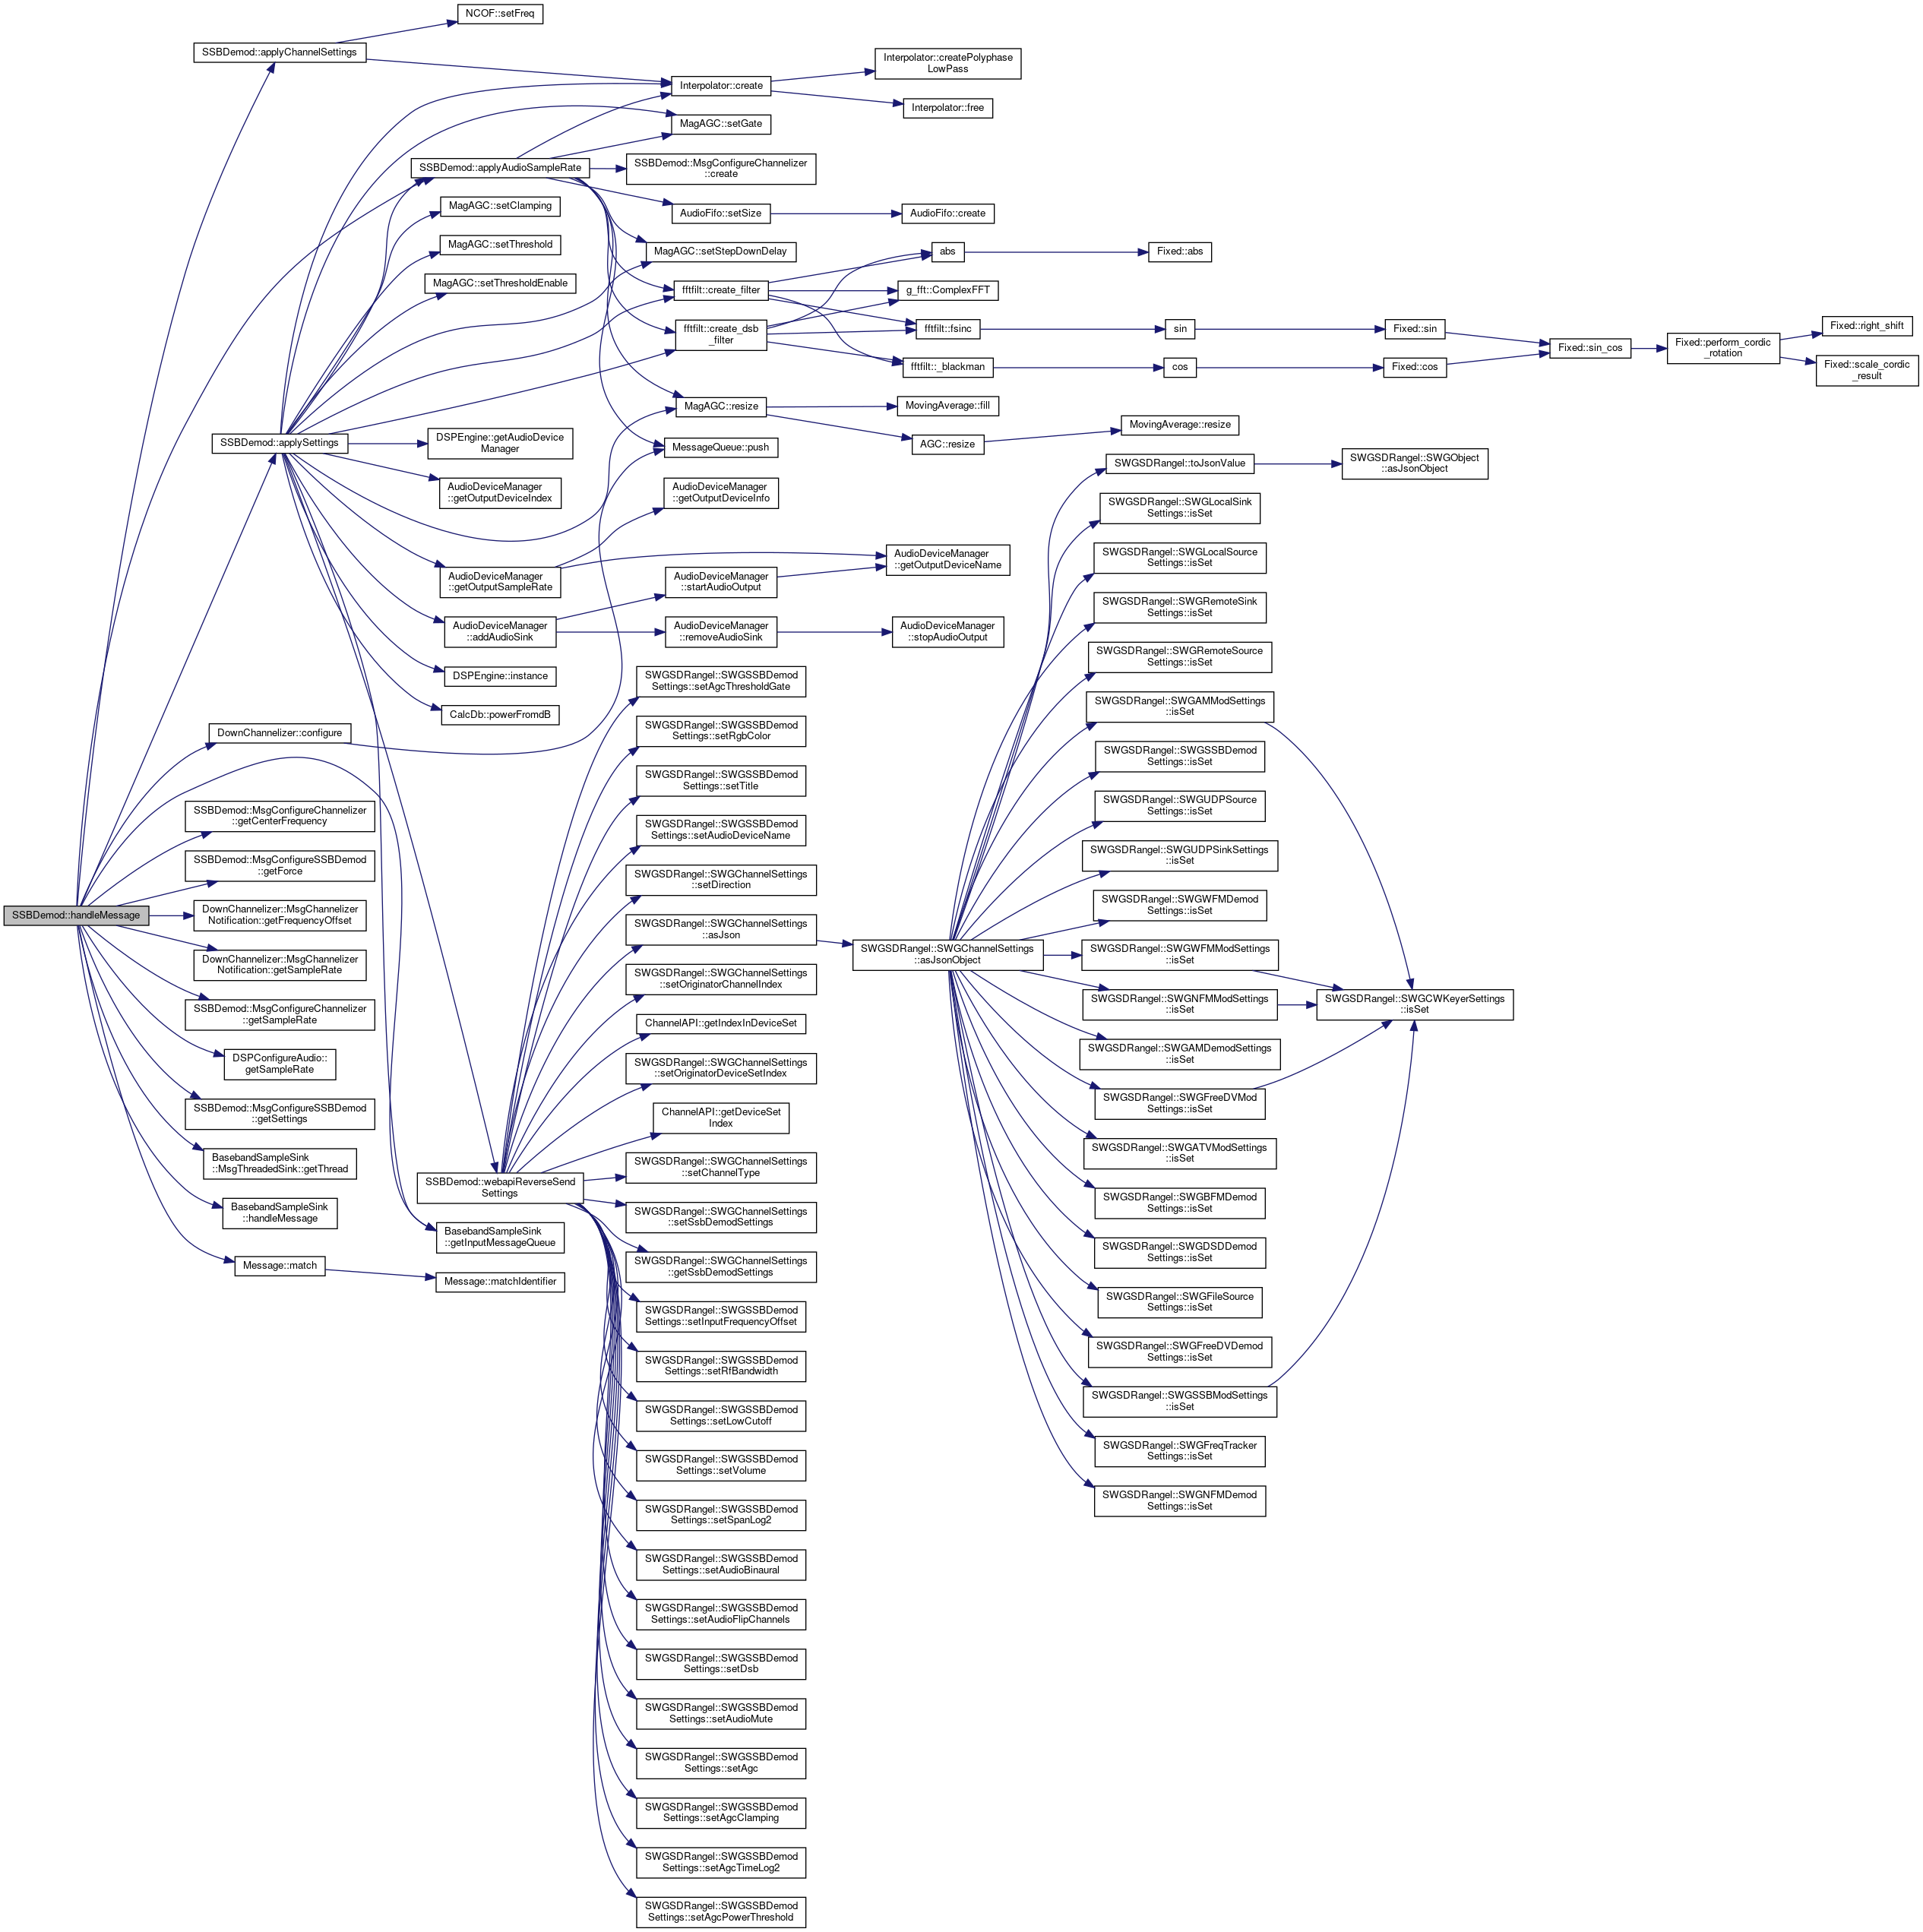 SSBDemod::handleMessage
SSBDemod::applyChannelSettings
SSBDemod::applySettings
DownChannelizer::configure
SSBDemod::MsgConfigureChannelizer
::getCenterFrequency
SSBDemod::MsgConfigureSSBDemod
::getForce
DownChannelizer::MsgChannelizer
Notification::getFrequencyOffset
DownChannelizer::MsgChannelizer
Notification::getSampleRate
SSBDemod::MsgConfigureChannelizer
::getSampleRate
DSPConfigureAudio::
getSampleRate
SSBDemod::MsgConfigureSSBDemod
::getSettings
BasebandSampleSink
::MsgThreadedSink::getThread
BasebandSampleSink
::handleMessage
Message::match
NCOF::setFreq
SSBDemod::applyAudioSampleRate
MagAGC::setClamping
MagAGC::setThreshold
MagAGC::setThresholdEnable
DSPEngine::getAudioDevice
Manager
AudioDeviceManager
::getOutputDeviceIndex
AudioDeviceManager
::getOutputSampleRate
AudioDeviceManager
::addAudioSink
DSPEngine::instance
CalcDb::powerFromdB
SSBDemod::webapiReverseSend
Settings
BasebandSampleSink
::getInputMessageQueue
Message::matchIdentifier
Interpolator::create
MagAGC::setGate
SSBDemod::MsgConfigureChannelizer
::create
AudioFifo::setSize
MagAGC::setStepDownDelay
fftfilt::create_filter
fftfilt::create_dsb
_filter
MagAGC::resize
MessageQueue::push
AudioDeviceManager
::getOutputDeviceInfo
AudioDeviceManager
::startAudioOutput
AudioDeviceManager
::removeAudioSink
SWGSDRangel::SWGSSBDemod
Settings::setAgcThresholdGate
SWGSDRangel::SWGSSBDemod
Settings::setRgbColor
SWGSDRangel::SWGSSBDemod
Settings::setTitle
SWGSDRangel::SWGSSBDemod
Settings::setAudioDeviceName
SWGSDRangel::SWGChannelSettings
::setDirection
SWGSDRangel::SWGChannelSettings
::asJson
SWGSDRangel::SWGChannelSettings
::setOriginatorChannelIndex
ChannelAPI::getIndexInDeviceSet
SWGSDRangel::SWGChannelSettings
::setOriginatorDeviceSetIndex
ChannelAPI::getDeviceSet
Index
SWGSDRangel::SWGChannelSettings
::setChannelType
SWGSDRangel::SWGChannelSettings
::setSsbDemodSettings
SWGSDRangel::SWGChannelSettings
::getSsbDemodSettings
SWGSDRangel::SWGSSBDemod
Settings::setInputFrequencyOffset
SWGSDRangel::SWGSSBDemod
Settings::setRfBandwidth
SWGSDRangel::SWGSSBDemod
Settings::setLowCutoff
SWGSDRangel::SWGSSBDemod
Settings::setVolume
SWGSDRangel::SWGSSBDemod
Settings::setSpanLog2
SWGSDRangel::SWGSSBDemod
Settings::setAudioBinaural
SWGSDRangel::SWGSSBDemod
Settings::setAudioFlipChannels
SWGSDRangel::SWGSSBDemod
Settings::setDsb
SWGSDRangel::SWGSSBDemod
Settings::setAudioMute
SWGSDRangel::SWGSSBDemod
Settings::setAgc
SWGSDRangel::SWGSSBDemod
Settings::setAgcClamping
SWGSDRangel::SWGSSBDemod
Settings::setAgcTimeLog2
SWGSDRangel::SWGSSBDemod
Settings::setAgcPowerThreshold
Interpolator::createPolyphase
LowPass
Interpolator::free
AudioFifo::create
abs
g_fft::ComplexFFT
fftfilt::fsinc
fftfilt::_blackman
MovingAverage::fill
AGC::resize
AudioDeviceManager
::getOutputDeviceName
AudioDeviceManager
::stopAudioOutput
SWGSDRangel::SWGChannelSettings
::asJsonObject
Fixed::abs
sin
cos
MovingAverage::resize
SWGSDRangel::toJsonValue
SWGSDRangel::SWGLocalSink
Settings::isSet
SWGSDRangel::SWGLocalSource
Settings::isSet
SWGSDRangel::SWGRemoteSink
Settings::isSet
SWGSDRangel::SWGRemoteSource
Settings::isSet
SWGSDRangel::SWGAMModSettings
::isSet
SWGSDRangel::SWGSSBDemod
Settings::isSet
SWGSDRangel::SWGUDPSource
Settings::isSet
SWGSDRangel::SWGUDPSinkSettings
::isSet
SWGSDRangel::SWGWFMDemod
Settings::isSet
SWGSDRangel::SWGWFMModSettings
::isSet
SWGSDRangel::SWGNFMModSettings
::isSet
SWGSDRangel::SWGAMDemodSettings
::isSet
SWGSDRangel::SWGFreeDVMod
Settings::isSet
SWGSDRangel::SWGATVModSettings
::isSet
SWGSDRangel::SWGBFMDemod
Settings::isSet
SWGSDRangel::SWGDSDDemod
Settings::isSet
SWGSDRangel::SWGFileSource
Settings::isSet
SWGSDRangel::SWGFreeDVDemod
Settings::isSet
SWGSDRangel::SWGSSBModSettings
::isSet
SWGSDRangel::SWGFreqTracker
Settings::isSet
SWGSDRangel::SWGNFMDemod
Settings::isSet
Fixed::sin
Fixed::cos
SWGSDRangel::SWGObject
::asJsonObject
SWGSDRangel::SWGCWKeyerSettings
::isSet
Fixed::sin_cos
Fixed::perform_cordic
_rotation
Fixed::right_shift
Fixed::scale_cordic
_result